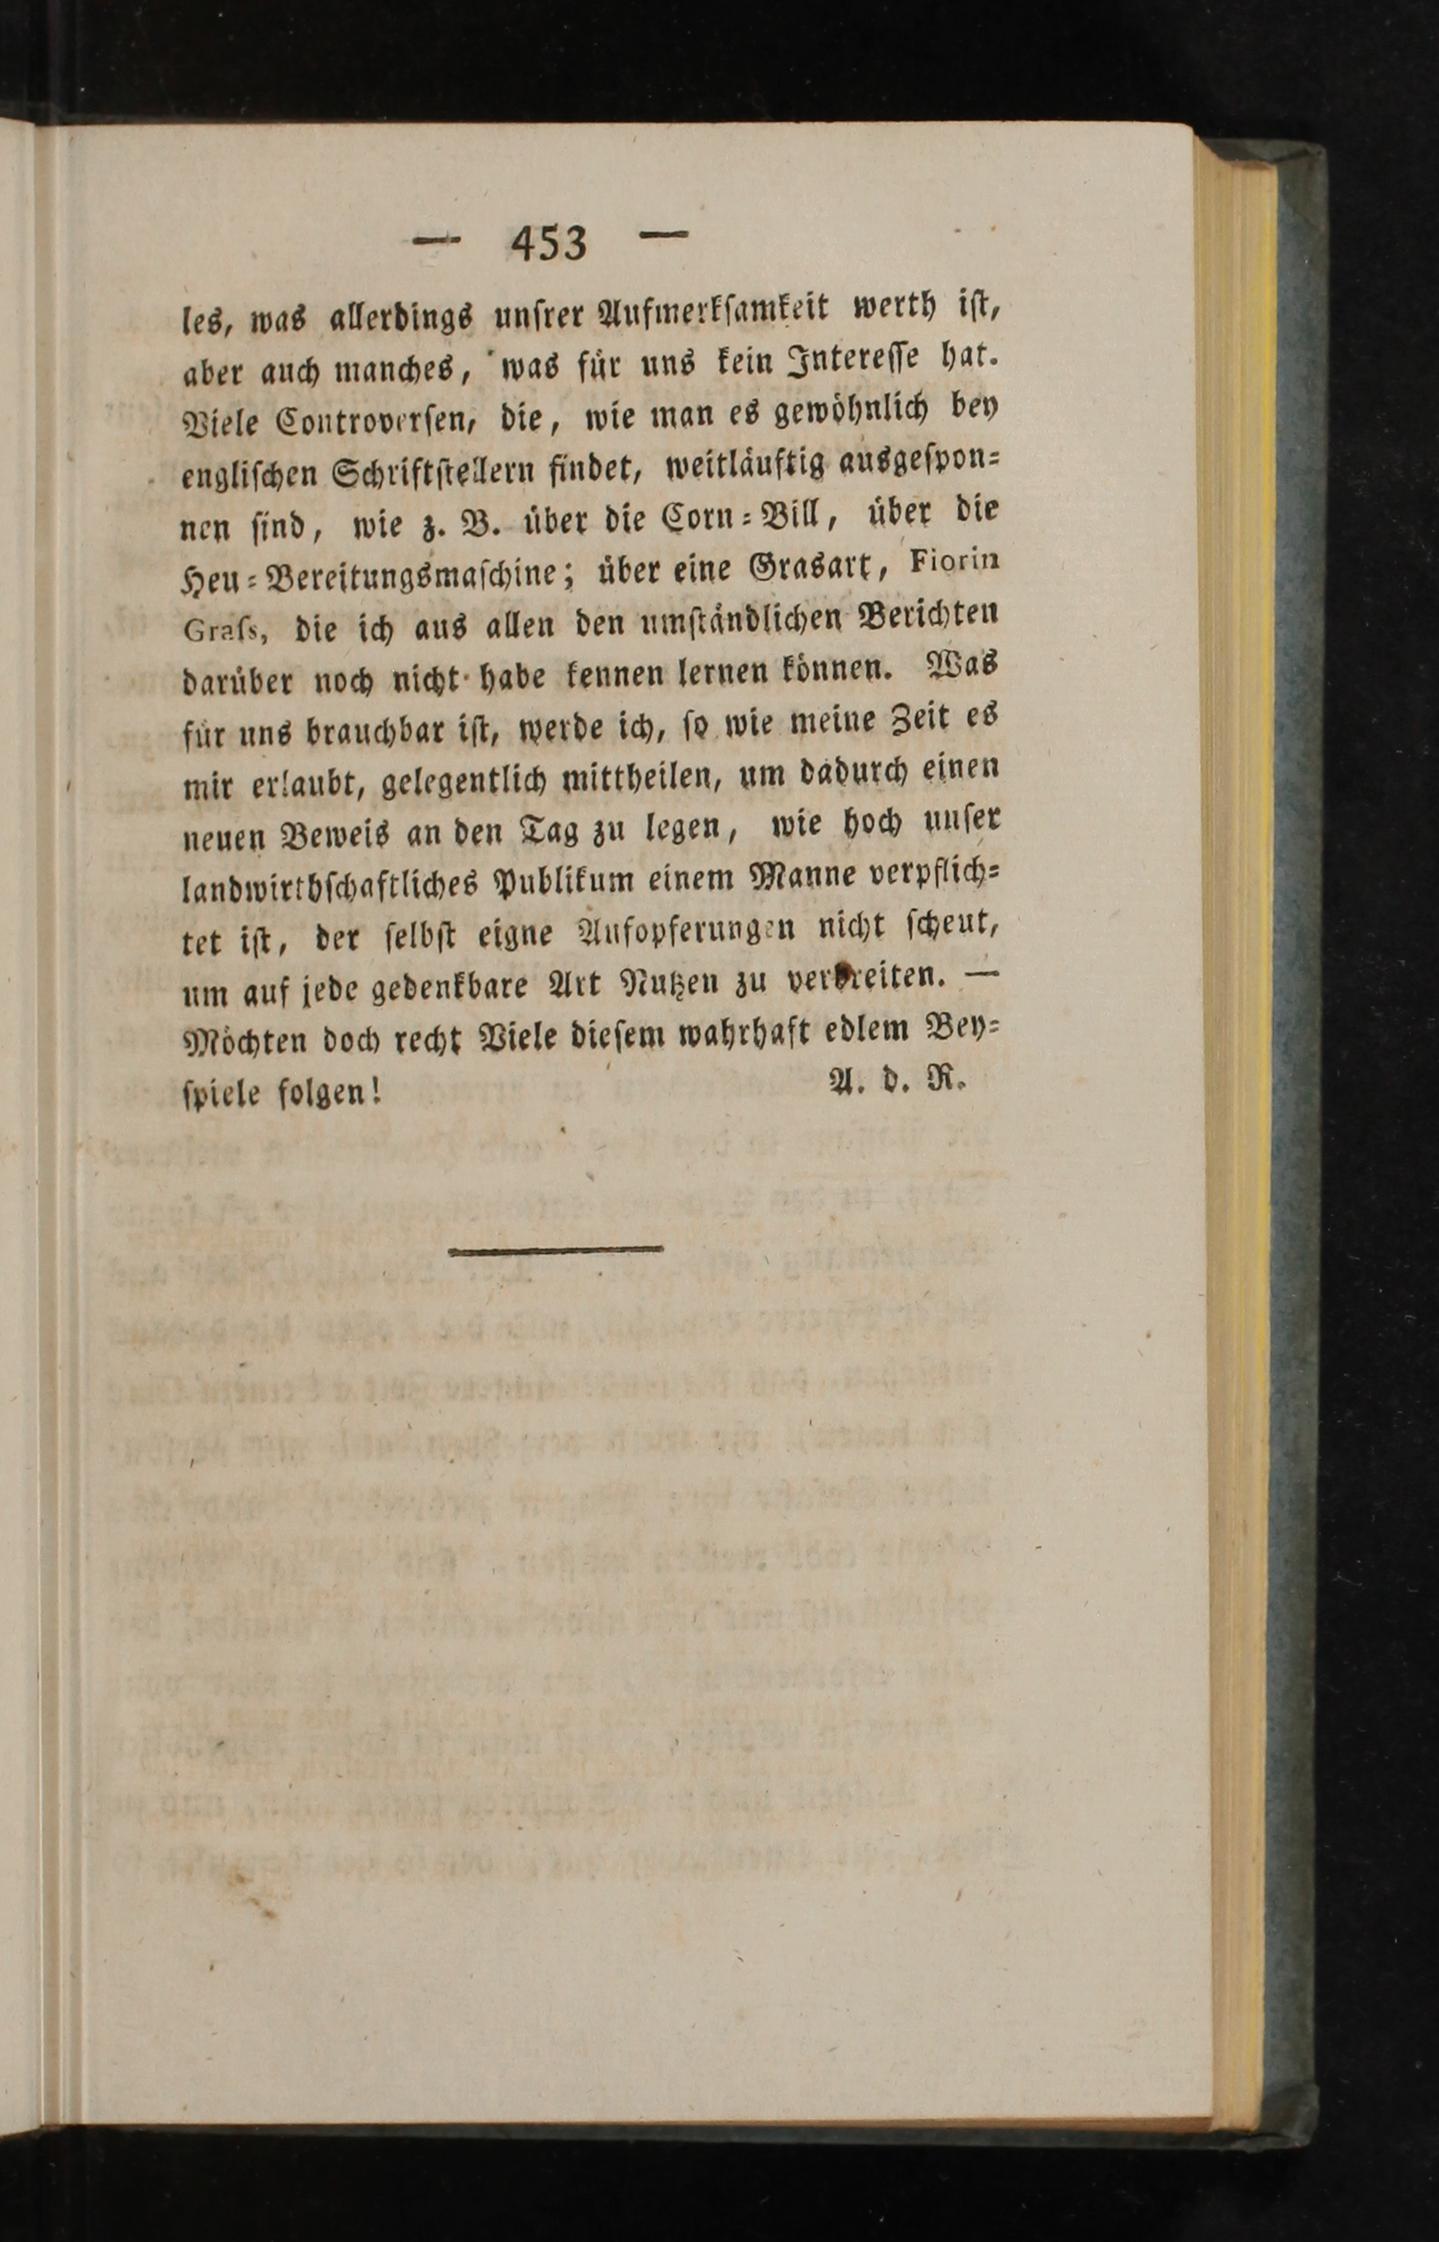 — 453 —
les, was allerdings unſrer Aufmerkſamkeit werth iſt,
aber auch manches, was für uns kein Intereſſe hat.
Viele Controverſen, die, wie man es gewöhnlich bey
engliſchen Schriftſtellern findet, weitläuftig ausgeſpon-
nen ſind, wie z. B. über die Corn-Bill, über die
Heu-Bereitungsmaſchine; über eine Grasart, Fiorin
Graſs, die ich aus allen den umſtändlichen Berichten
darüber noch nicht habe kennen lernen können. Was
für uns brauchbar iſt, werde ich, ſo wie meine Zeit es
mir erlaubt, gelegentlich mittheilen, um dadurch einen
neuen Beweis an den Tag zu legen, wie hoch unſer
landwirthſchaftliches Publikum einem Manne verpflich-
tet iſt, der ſelbſt eigne Aufopferungen nicht ſcheut,
um auf jede gedenkbare Art Nutzen zu verbreiten. —
Möchten doch recht Viele dieſem wahrhaft edlem Bey-
ſpiele folgen! A. d. R.